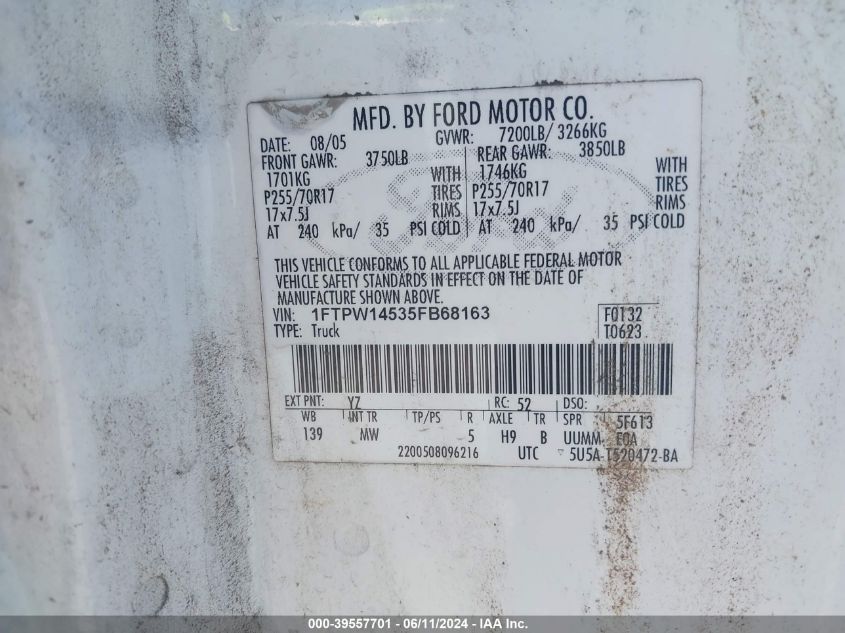 MFD. BY FORD MOTOR CO.
DATE: 08/05 GVWR: 7200LB/ 3266KG
FRONT GAWR: 3750LB REAR GAWR: 3850LB
1701KG WITH 1746KG WITH
P255/70R17 TIRES P255/70R17 TIRES
17x7.5J RIMS 17x7.5J RIMS
AT 240 kPa/ 35 PSI COLD AT 240 kPa/ 35 PSI COLD
THIS VEHICLE CONFORMS TO ALL APPLICABLE FEDERAL MOTOR
VEHICLE SAFETY STANDARDS IN EFFECT ON THE DATE OF
MANUFACTURE SHOWN ABOVE.
VIN: 1FTPW14535FB68163 F0132
TYPE: Truck T0623
EXT PNT: YZ RC: 52 DSO:
WB INT TR TP/PS R AXLE TR SPR 5F613
139 MW 5 H9 B UUMM EOA
2200508096216 UTC 5U5A-1520472-BA
000-39557701 - 06/11/2024 - IAA Inc.